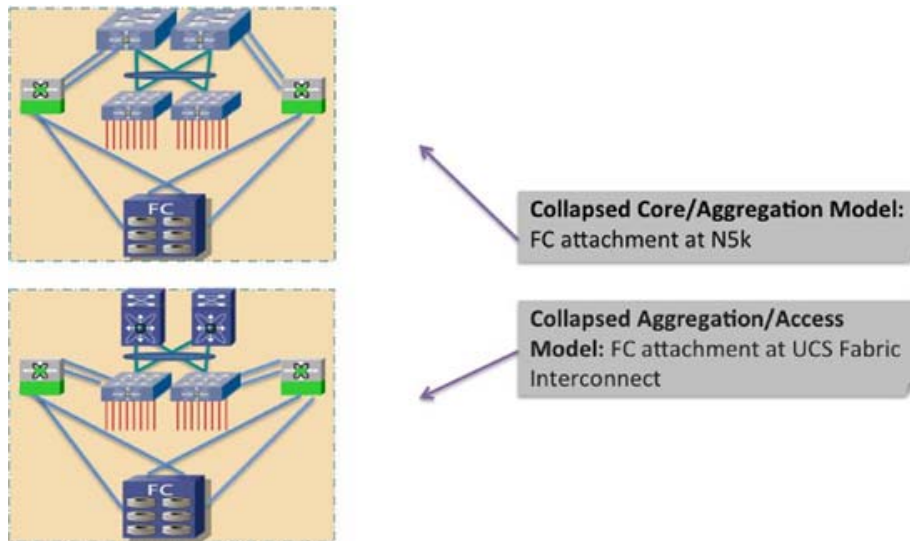 FC
Collapsed Core/Aggregation Model:
FC attachment at N5k
Collapsed Aggregation/Access
Model: FC attachment at UCS Fabric
Interconnect
FC